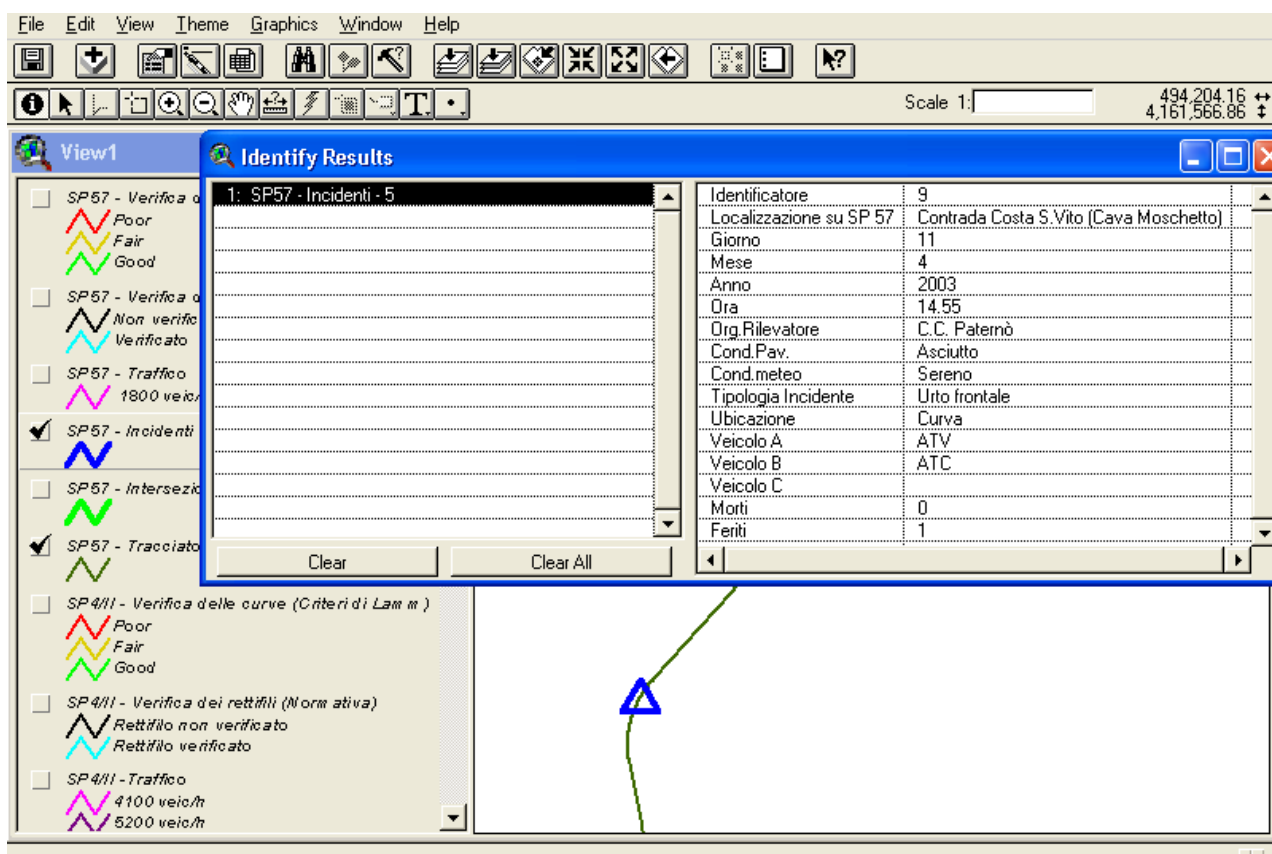 File Edit View Theme Graphics Window Help
T
Scale 1:
494,204.16
4,161,566.86
View1
SP57 - Verifica d
Poor
Fair
Good
SP57 - Verifica d
Non verific
Verificato
SP57 - Traffico
1800 veic/
SP57 - Incidenti
SP57 - Intersezio
SP57 - Tracciato
SP4/II - Verifica delle curve (Criteri di Lamm)
Poor
Fair
Good
SP4/II - Verifica dei rettifili (Normativa)
Rettifilo non verificato
Rettifilo verificato
SP4/II - Traffico
4100 veic/h
5200 veic/h
Identify Results
1: SP57 - Incidenti - 5
Clear Clear All
Identificatore 9
Localizzazione su SP 57 Contrada Costa S.Vito (Cava Moschetto)
Giorno 11
Mese 4
Anno 2003
Ora 14.55
Org.Rilevatore C.C. Paternò
Cond.Pav. Asciutto
Cond.meteo Sereno
Tipologia Incidente Urto frontale
Ubicazione Curva
Veicolo A ATV
Veicolo B ATC
Veicolo C
Morti 0
Feriti 1